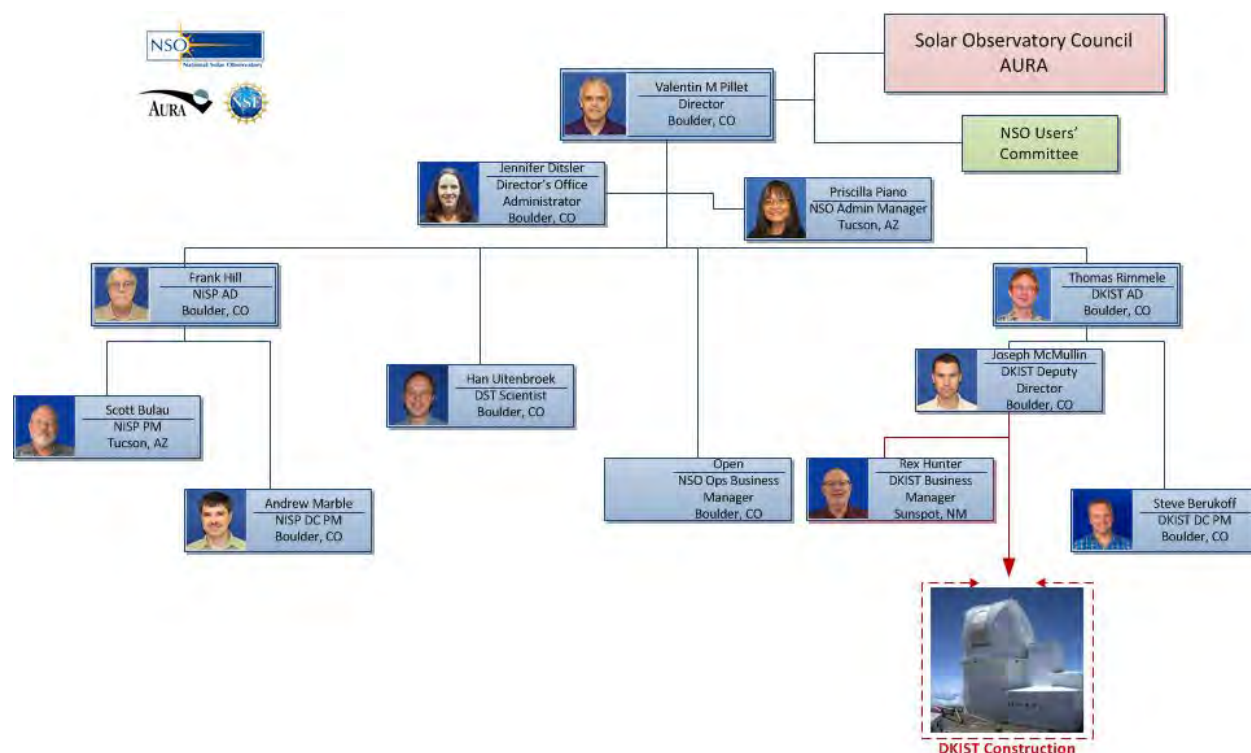 NSO
National Solar Observatory
AURA
NSF
Solar Observatory Council
AURA
Valentin M Pillet
Director
Boulder, CO
NSO Users'
Committee
Jennifer Ditsler
Director's Office
Administrator
Boulder, CO
Priscilla Piano
NSO Admin Manager
Tucson, AZ
Frank Hill
NISP AD
Boulder, CO
Thomas Rimmele
DKIST AD
Boulder, CO
Joseph McMullin
DKIST Deputy
Director
Boulder, CO
Han Uitenbroek
DST Scientist
Boulder, CO
Scott Bulau
NISP PM
Tucson, AZ
Open
NSO Ops Business
Manager
Boulder, CO
Rex Hunter
DKIST Business
Manager
Sunspot, NM
Andrew Marble
NISP DC PM
Boulder, CO
Steve Berukoff
DKIST DC PM
Boulder, CO
DKIST Construction